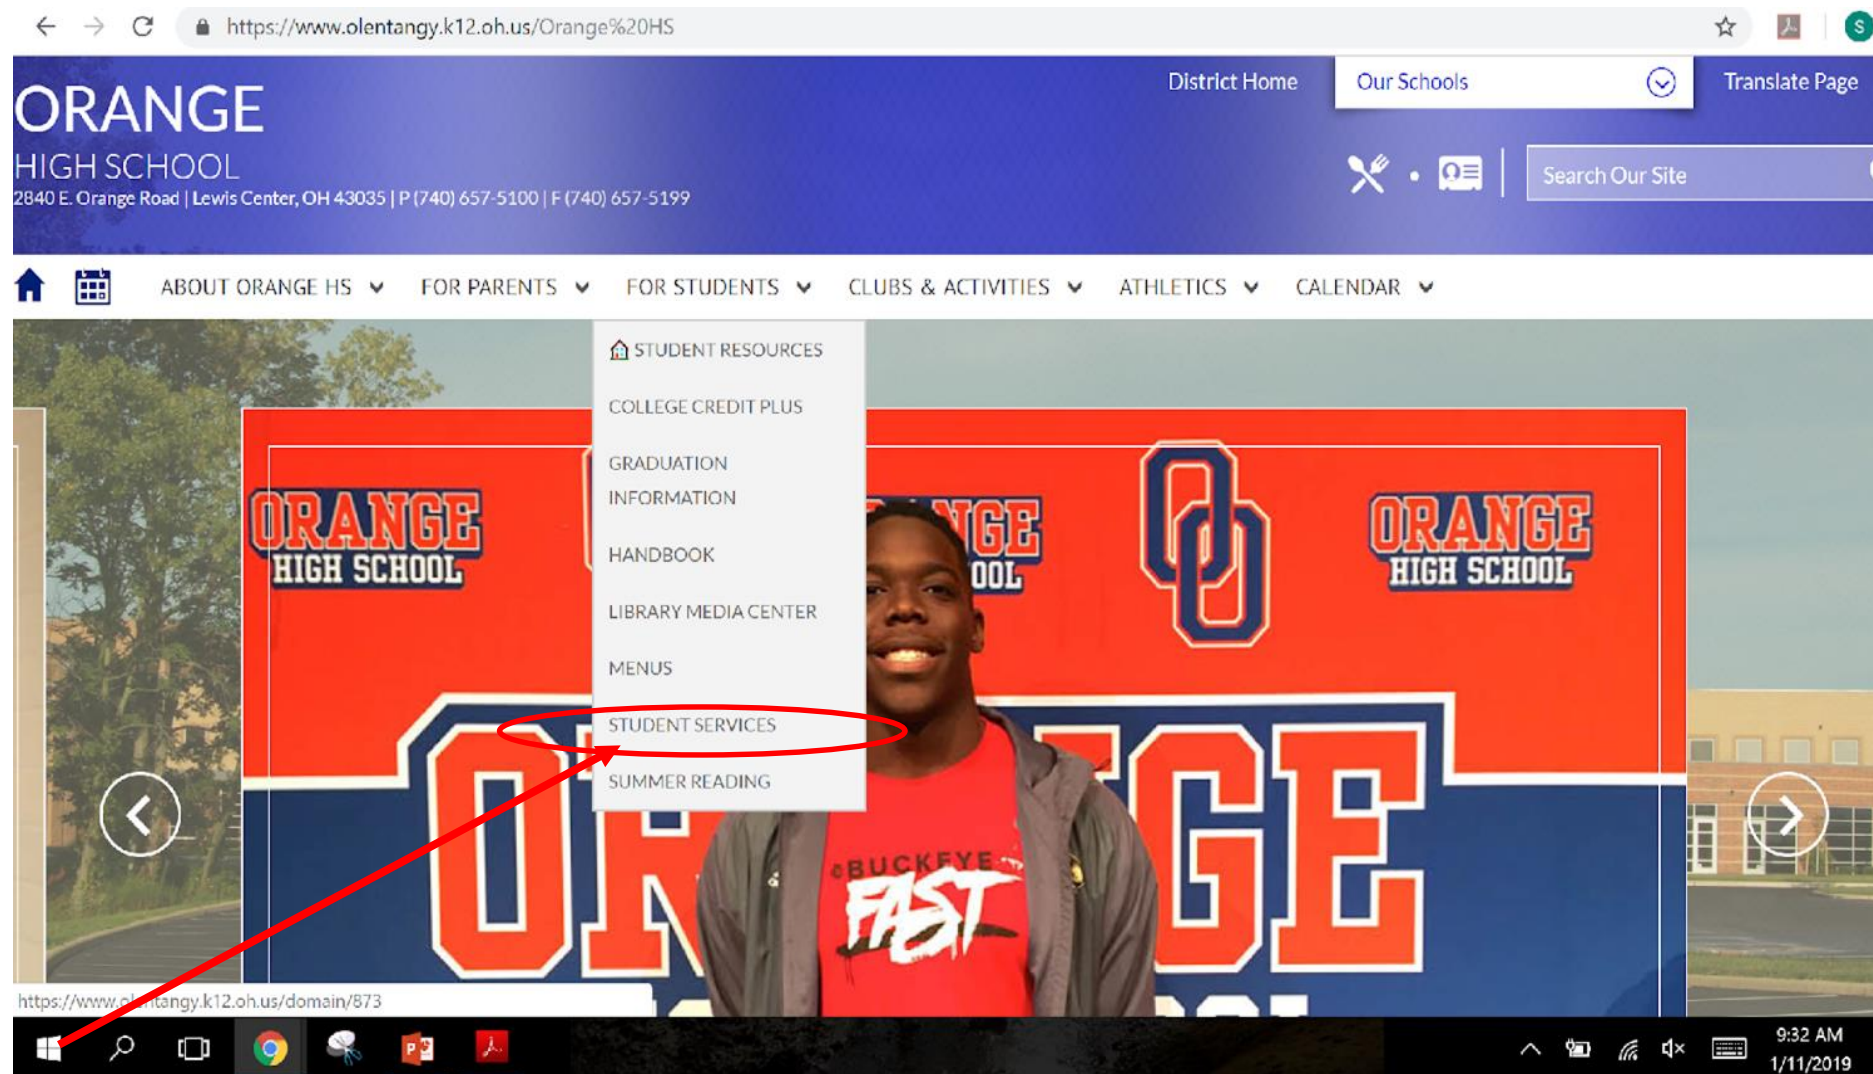 https://www.olentangy.k12.oh.us/Orange%20HS
S
District Home
Our Schools
Translate Page
ORANGE
HIGH SCHOOL
2840 E. Orange Road | Lewis Center, OH 43035 | P (740) 657-5100 | F (740) 657-5199
Search Our Site
ABOUT ORANGE HS
FOR PARENTS
FOR STUDENTS
CLUBS & ACTIVITIES
ATHLETICS
CALENDAR
STUDENT RESOURCES
COLLEGE CREDIT PLUS
GRADUATION
INFORMATION
HANDBOOK
LIBRARY MEDIA CENTER
MENUS
STUDENT SERVICES
SUMMER READING
ORANGE
HIGH SCHOOL
OO
ORANGE
HIGH SCHOOL
BUCKEYE
FAST
https://www.olentangy.k12.oh.us/domain/873
9:32 AM
1/11/2019